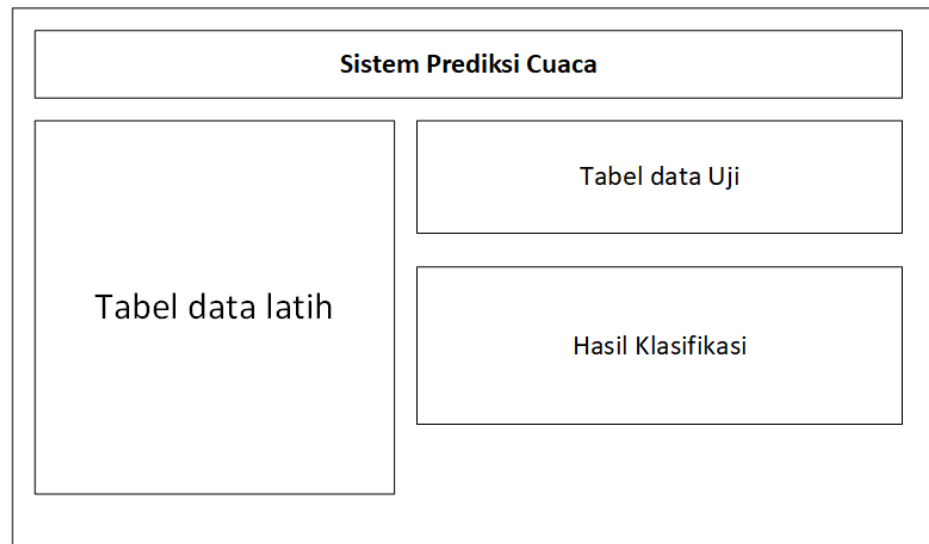 Sistem Prediksi Cuaca
Tabel data latih
Tabel data Uji
Hasil Klasifikasi